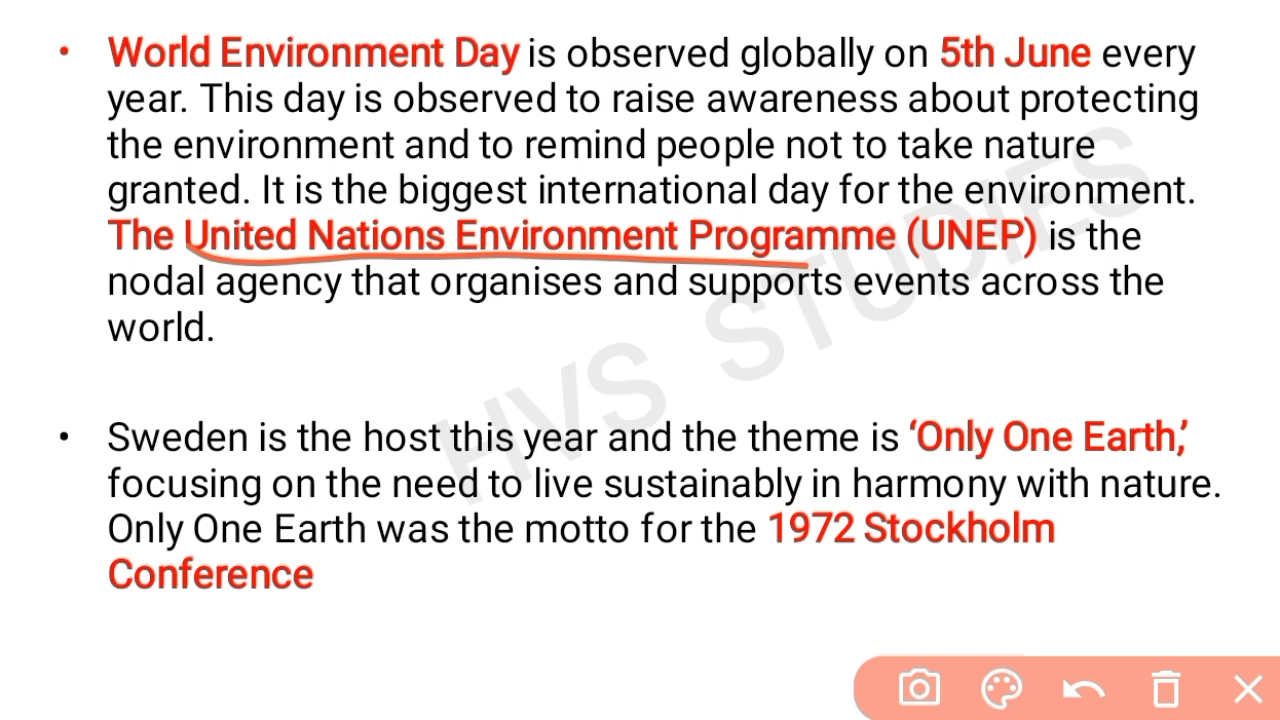 • World Environment Day is observed globally on 5th June every
year. This day is observed to raise awareness about protecting
the environment and to remind people not to take nature
granted. It is the biggest international day for the environment.
The United Nations Environment Programme (UNEP) is the
nodal agency that organises and supports events across the
world.
• Sweden is the host this year and the theme is ‘Only One Earth,’
focusing on the need to live sustainably in harmony with nature.
Only One Earth was the motto for the 1972 Stockholm
Conference
HVS STUDIES